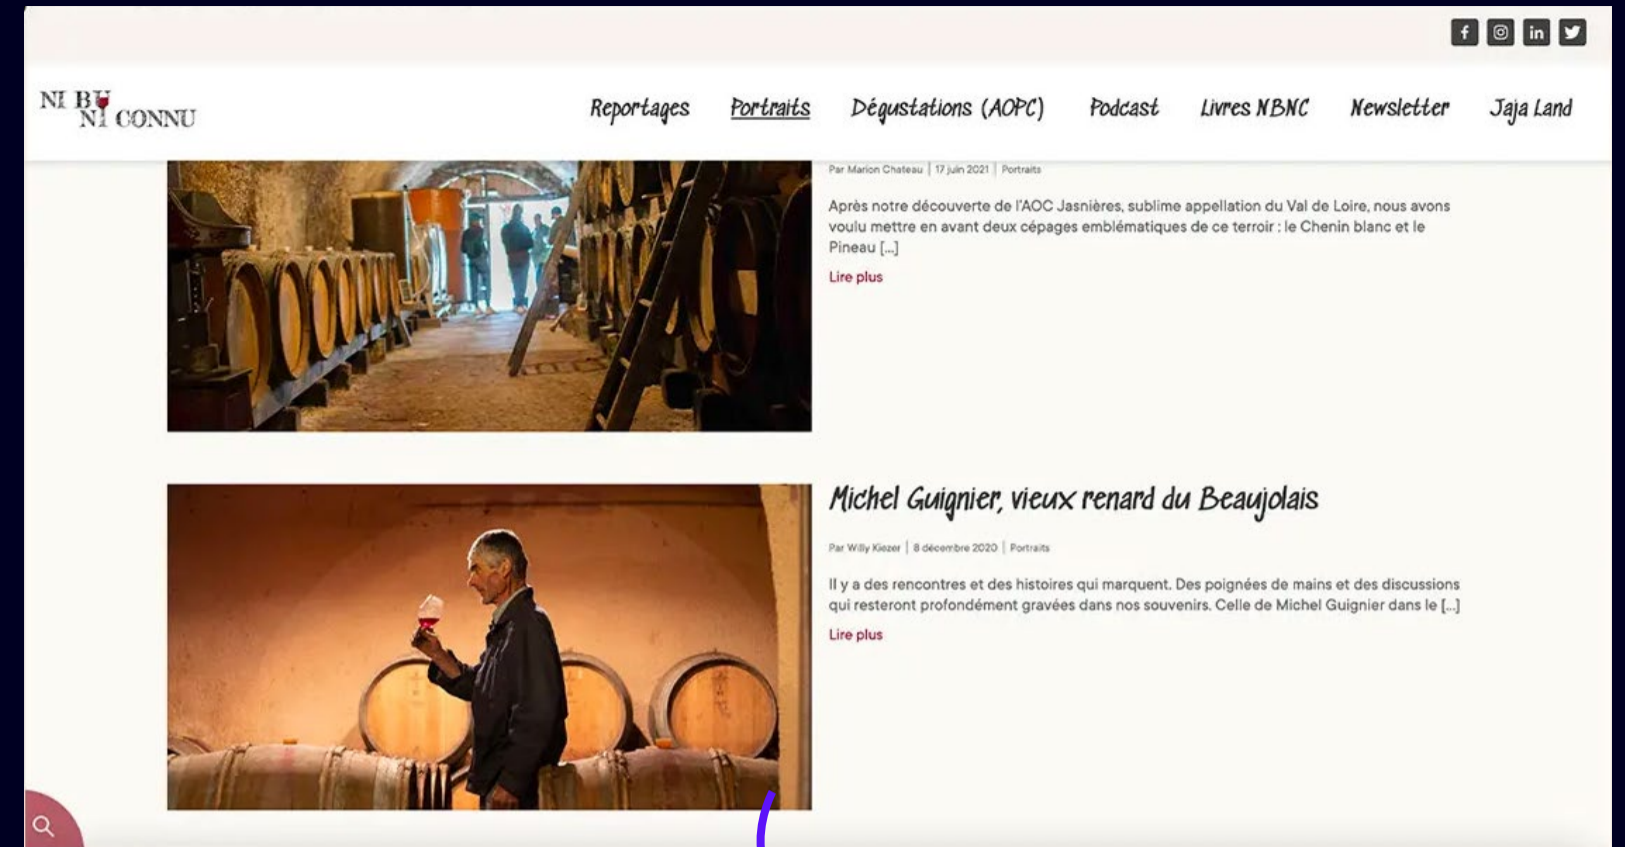 NI BU
NI CONNU
Reportages Portraits Dégustations (AOPC) Podcast Livres NBNC Newsletter Jaja Land
Par Marion Chateau | 17 juin 2021 | Portraits
Après notre découverte de l'AOC Jasnières, sublime appellation du Val de Loire, nous avons
voulu mettre en avant deux cépages emblématiques de ce terroir : le Chenin blanc et le
Pineau [...]
Lire plus
Michel Guignier, vieux renard du Beaujolais
Par Willy Kiezer | 8 décembre 2020 | Portraits
Il y a des rencontres et des histoires qui marquent. Des poignées de mains et des discussions
qui resteront profondément gravées dans nos souvenirs. Celle de Michel Guignier dans le [...]
Lire plus